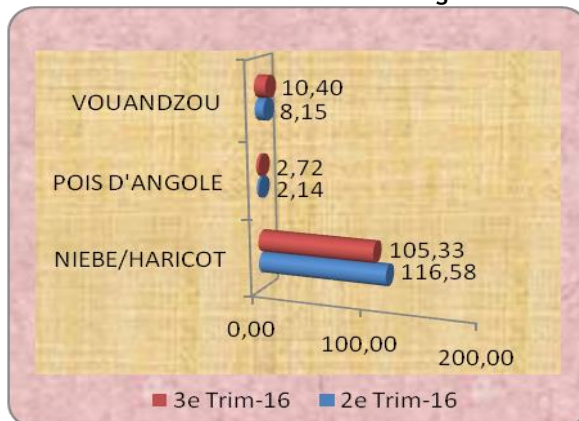 VOUANDZOU
10,40
8,15
POIS D'ANGOLE
2,72
2,14
NIEBE/HARICOT
105,33
116,58
0,00
100,00
200,00
3e Trim-16 2e Trim-16